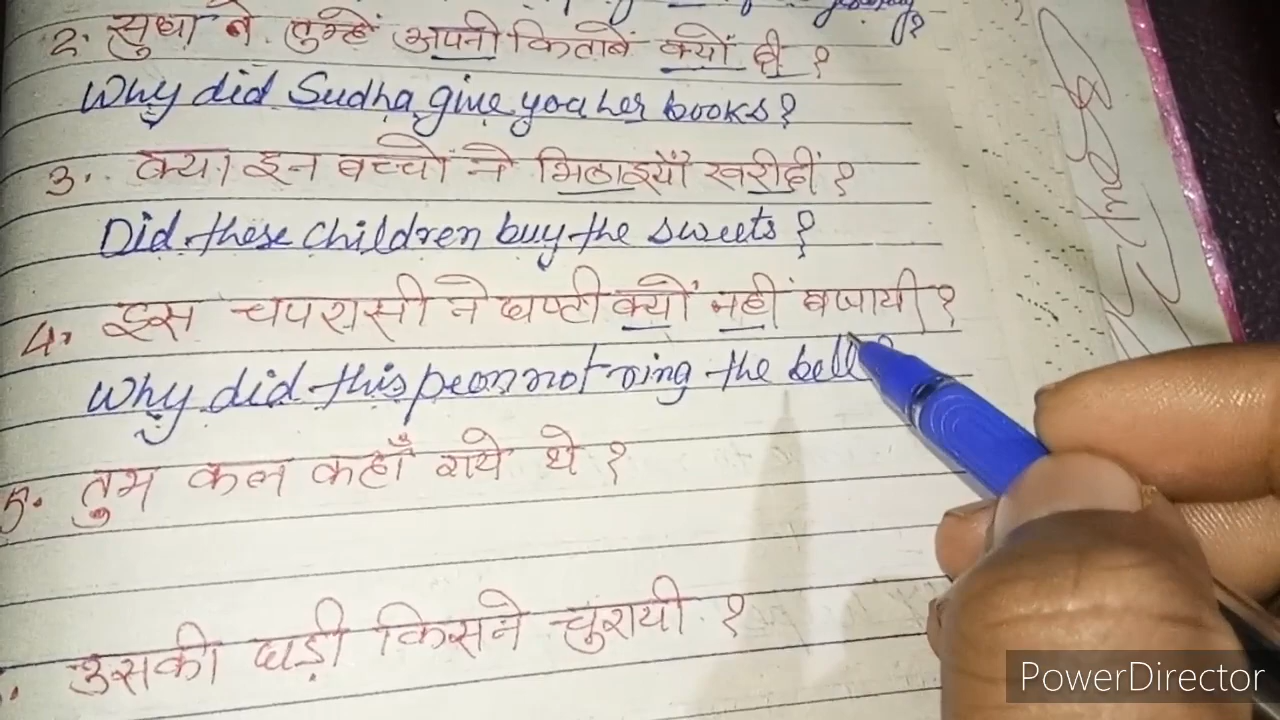 yesterday?
2. सुधा ने तुम्हें अपनी किताबें क्यों दी ?
Why did Sudha give you her books?
3. क्या इन बच्चों ने मिठाइयाँ खरीदीं ?
Did these children buy the sweets ?
4. इस चपरासी ने घण्टी क्यों नहीं बजायी ?
Why did this peon not ring the bell ?
5. तुम कल कहाँ गये थे ?
उसकी घड़ी किसने चुरायी ?
PowerDirector